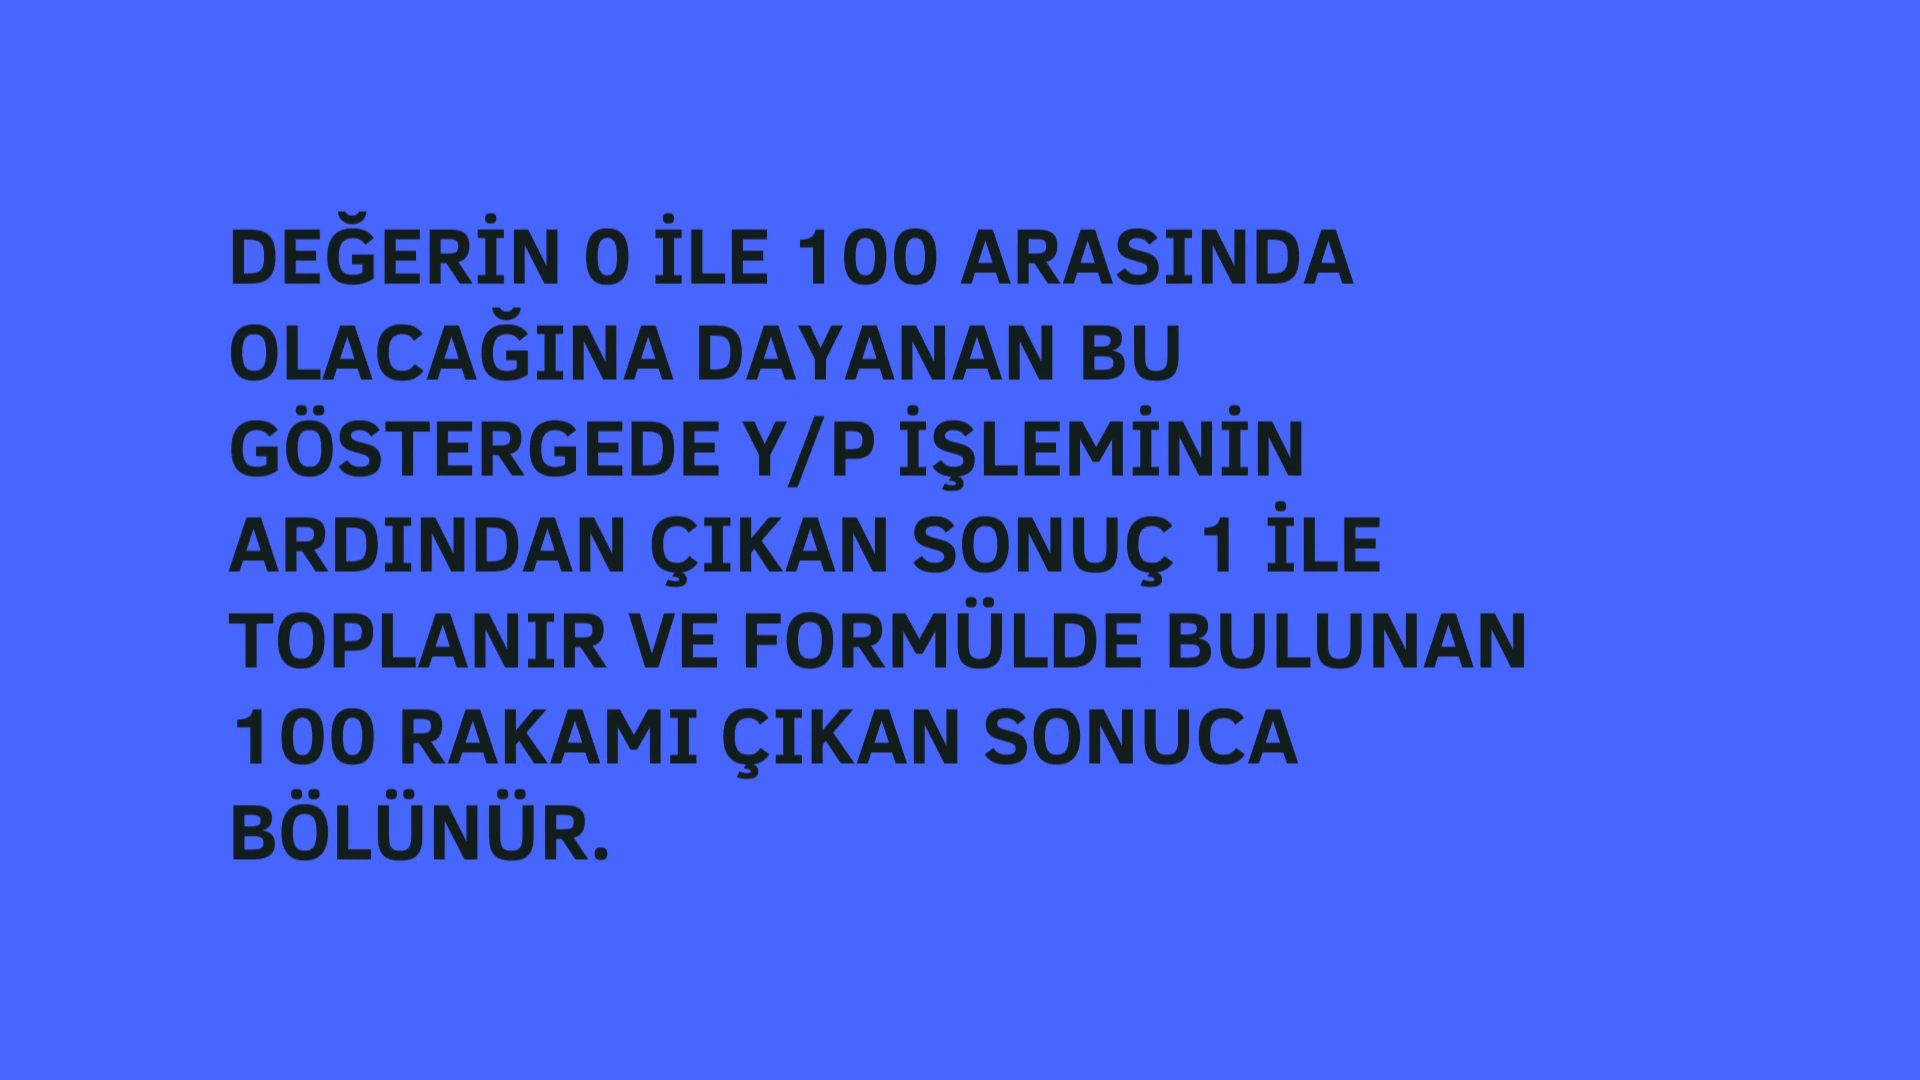 DEĞERİN 0 İLE 100 ARASINDA
OLACAĞINA DAYANAN BU
GÖSTERGEDE Y/P İŞLEMİNİN
ARDINDAN ÇIKAN SONUÇ 1 İLE
TOPLANIR VE FORMÜLDE BULUNAN
100 RAKAMI ÇIKAN SONUCA
BÖLÜNÜR.